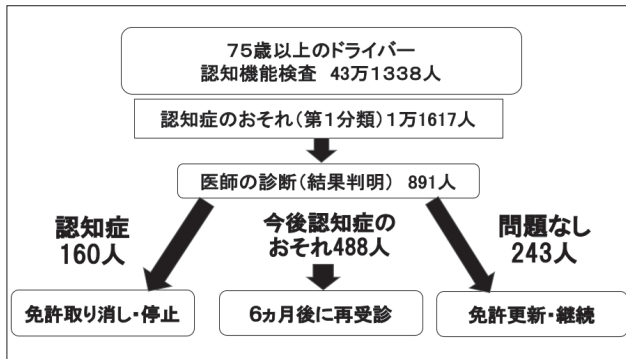 75歳以上のドライバー
認知機能検査 43万1338人
認知症のおそれ(第1分類)1万1617人
医師の診断(結果判明) 891人
認知症
160人
今後認知症の
おそれ488人
問題なし
243人
免許取り消し・停止
6ヵ月後に再受診
免許更新・継続